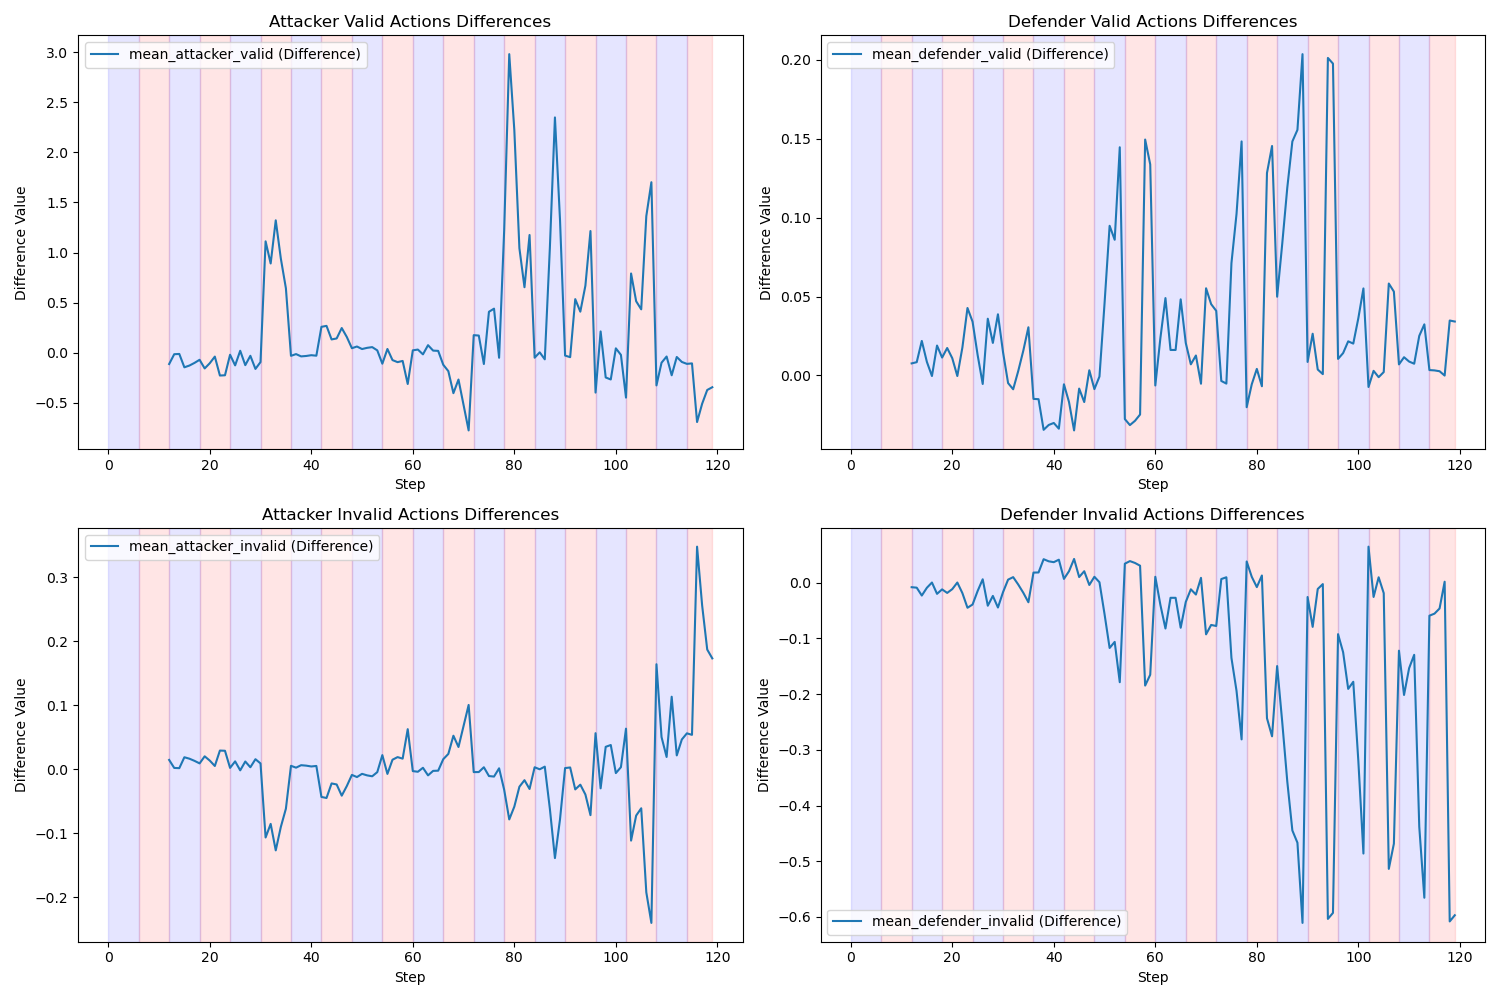 Attacker Valid Actions Differences
mean_attacker_valid (Difference)
Difference Value
3.0
2.5
2.0
1.5
1.0
0.5
0.0
−0.5
0 20 40 60 80 100 120
Step
Defender Valid Actions Differences
mean_defender_valid (Difference)
Difference Value
0.20
0.15
0.10
0.05
0.00
0 20 40 60 80 100 120
Step
Attacker Invalid Actions Differences
mean_attacker_invalid (Difference)
Difference Value
0.3
0.2
0.1
0.0
−0.1
−0.2
0 20 40 60 80 100 120
Step
Defender Invalid Actions Differences
Difference Value
0.0
−0.1
−0.2
−0.3
−0.4
−0.5
−0.6
mean_defender_invalid (Difference)
0 20 40 60 80 100 120
Step